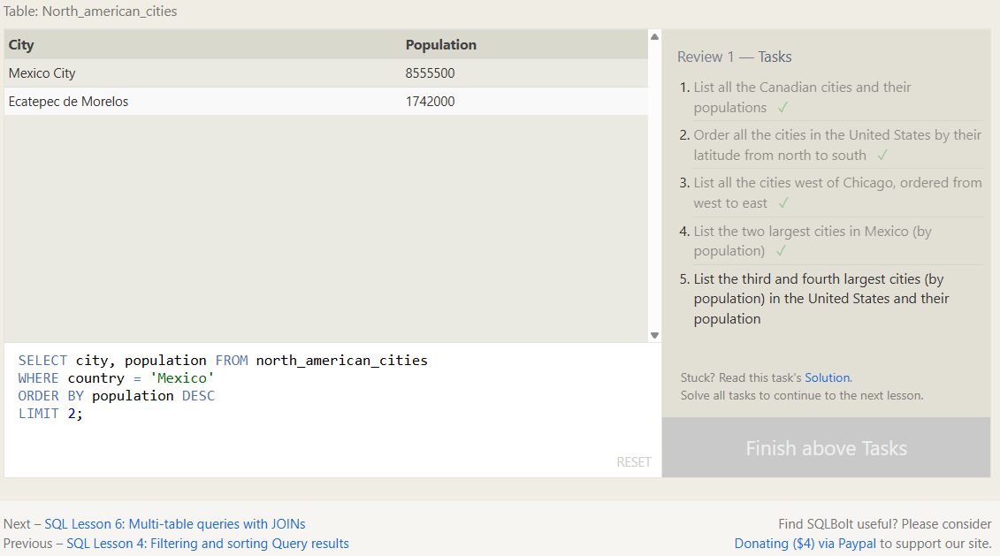 Table: North_american_cities
City Population
Mexico City 8555500
Ecatepec de Morelos 1742000
SELECT city, population FROM north_american_cities
WHERE country = 'Mexico'
ORDER BY population DESC
LIMIT 2;
RESET
Review 1 — Tasks
1. List all the Canadian cities and their
populations ✓
2. Order all the cities in the United States by their
latitude from north to south ✓
3. List all the cities west of Chicago, ordered from
west to east ✓
4. List the two largest cities in Mexico (by
population) ✓
5. List the third and fourth largest cities (by
population) in the United States and their
population
Stuck? Read this task's Solution.
Solve all tasks to continue to the next lesson.
Finish above Tasks
Next – SQL Lesson 6: Multi-table queries with JOINs
Previous – SQL Lesson 4: Filtering and sorting Query results
Find SQLBolt useful? Please consider
Donating ($4) via Paypal to support our site.